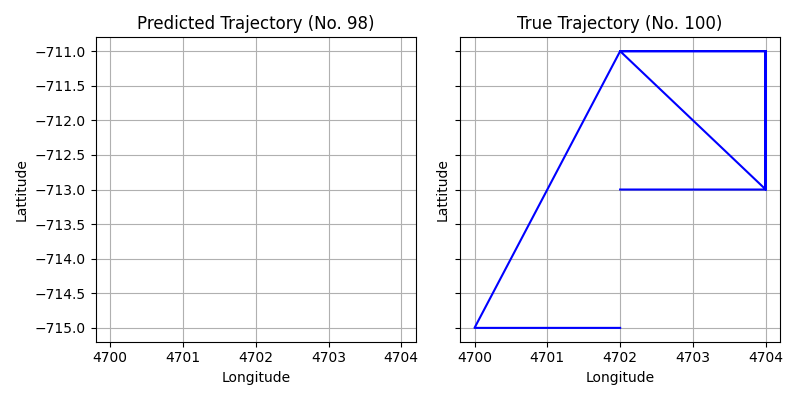 Predicted Trajectory (No. 98)
True Trajectory (No. 100)
Lattitude
−711.0
−711.5
−712.0
−712.5
−713.0
−713.5
−714.0
−714.5
−715.0
4700 4701 4702 4703 4704
Longitude
Lattitude
4700 4701 4702 4703 4704
Longitude